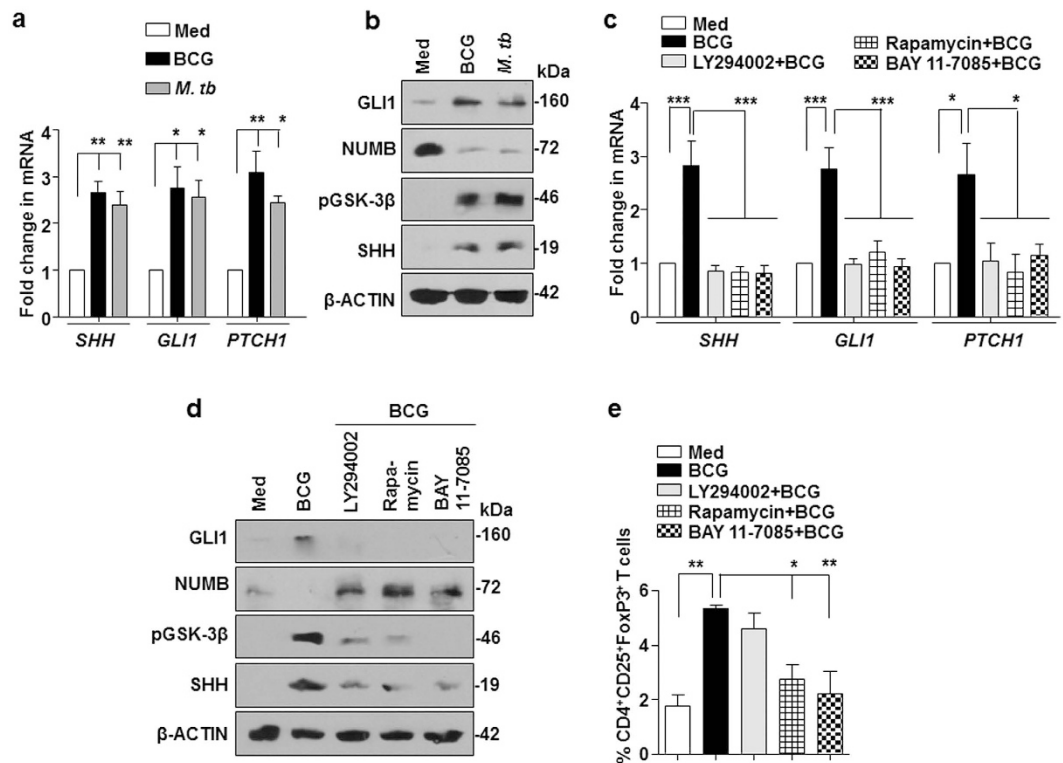 a
Med
BCG
M. tb
Fold change in mRNA
4
3
2
1
0
** **
* *
** *
SHH GLI1 PTCH1
b
Med BCG M. tb
kDa
GLI1 -160
NUMB -72
pGSK-3β -46
SHH -19
β-ACTIN -42
c
Med
BCG
LY294002+BCG
Rapamycin+BCG
BAY 11-7085+BCG
Fold change in mRNA
4
3
2
1
0
*** ***
*** ***
* *
SHH GLI1 PTCH1
d
BCG
Med BCG LY294002 Rapa-
mycin BAY
11-7085
kDa
GLI1 -160
NUMB -72
pGSK-3β -46
SHH -19
β-ACTIN -42
e
Med
BCG
LY294002+BCG
Rapamycin+BCG
BAY 11-7085+BCG
% CD4+CD25+FoxP3+ T cells
6
4
2
0
** * **